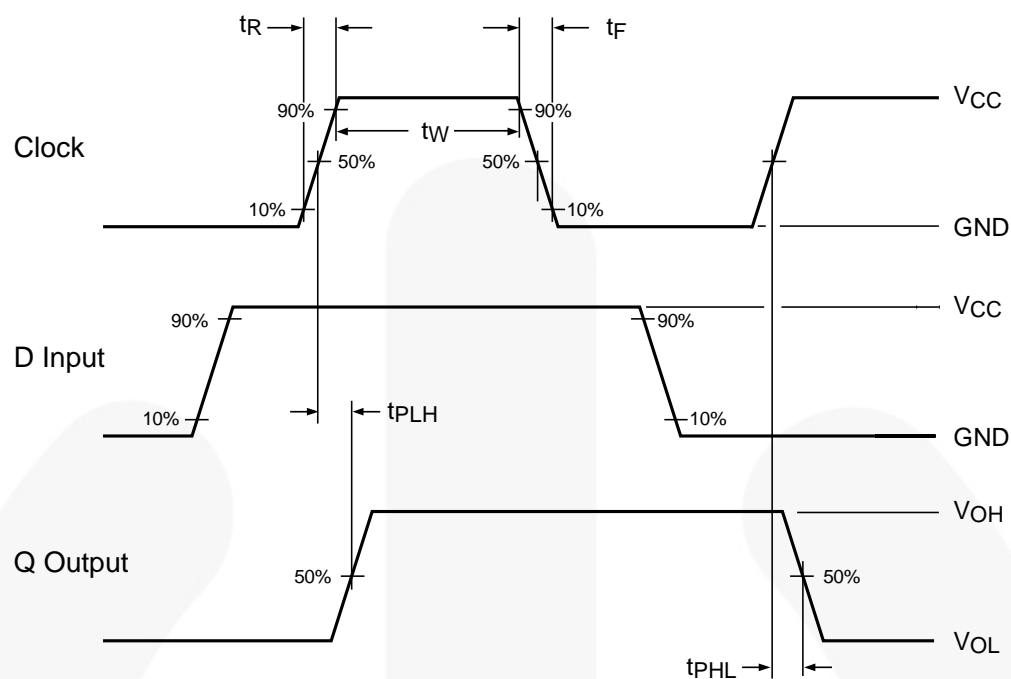 tR
tF
VCC
90%
90%
tW
Clock
50%
50%
10%
10%
GND
VCC
90%
90%
D Input
10%
tPLH
10%
GND
VOH
Q Output
50%
50%
VOL
tPHL